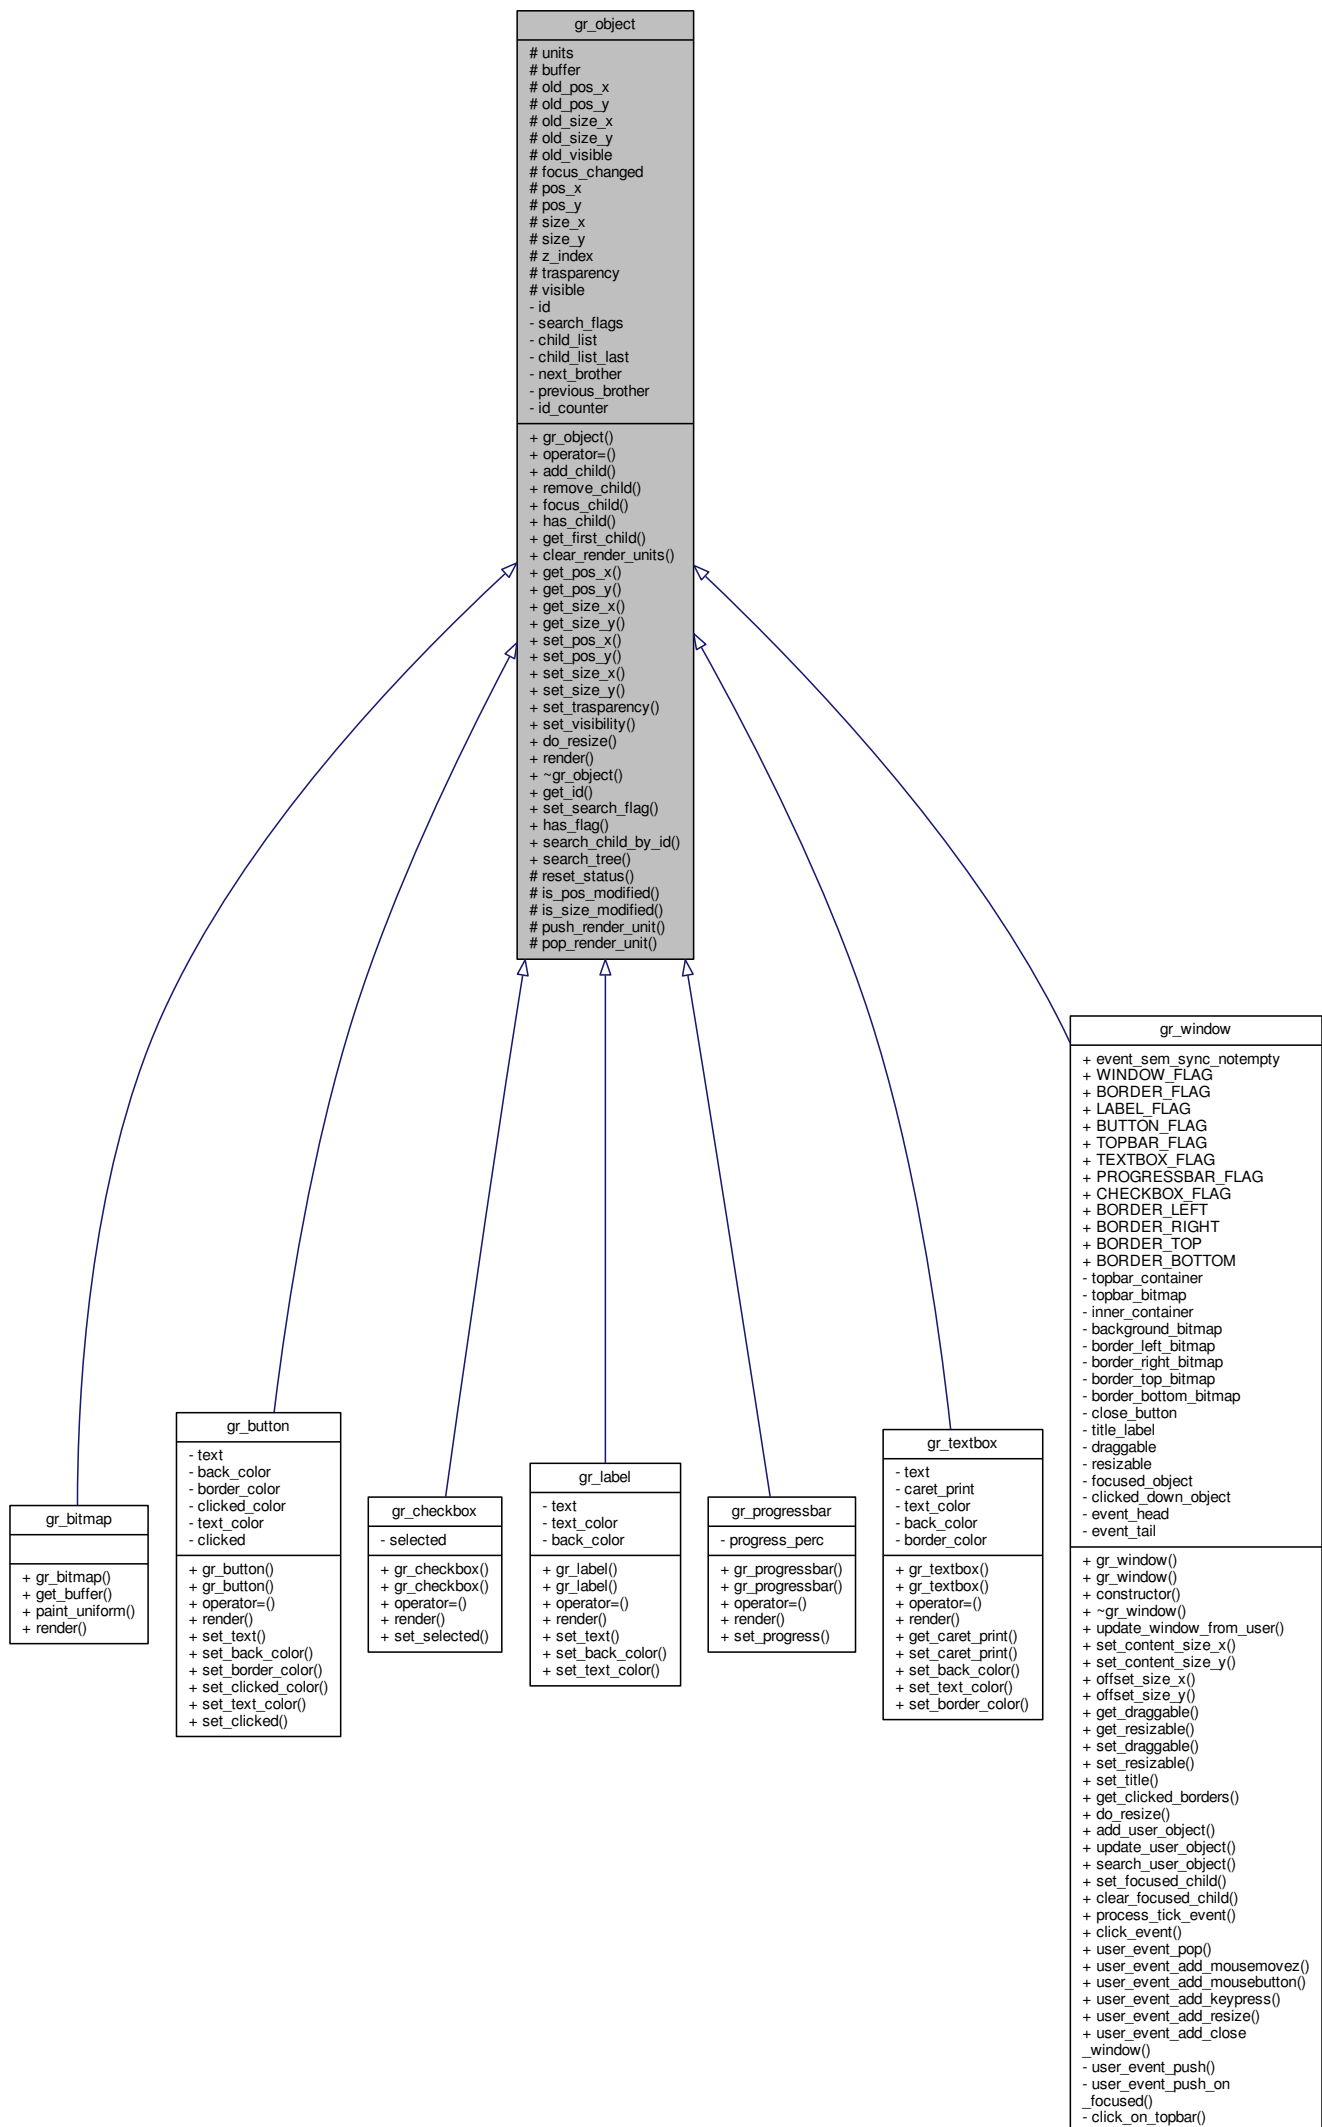 gr_object
# units
# buffer
# old_pos_x
# old_pos_y
# old_size_x
# old_size_y
# old_visible
# focus_changed
# pos_x
# pos_y
# size_x
# size_y
# z_index
# trasparency
# visible
- id
- search_flags
- child_list
- child_list_last
- next_brother
- previous_brother
- id_counter
+ gr_object()
+ operator=()
+ add_child()
+ remove_child()
+ focus_child()
+ has_child()
+ get_first_child()
+ clear_render_units()
+ get_pos_x()
+ get_pos_y()
+ get_size_x()
+ get_size_y()
+ set_pos_x()
+ set_pos_y()
+ set_size_x()
+ set_size_y()
+ set_trasparency()
+ set_visibility()
+ do_resize()
+ render()
+ ~gr_object()
+ get_id()
+ set_search_flag()
+ has_flag()
+ search_child_by_id()
+ search_tree()
# reset_status()
# is_pos_modified()
# is_size_modified()
# push_render_unit()
# pop_render_unit()
gr_bitmap
+ gr_bitmap()
+ get_buffer()
+ paint_uniform()
+ render()
gr_button
- text
- back_color
- border_color
- clicked_color
- text_color
- clicked
+ gr_button()
+ gr_button()
+ operator=()
+ render()
+ set_text()
+ set_back_color()
+ set_border_color()
+ set_clicked_color()
+ set_text_color()
+ set_clicked()
gr_checkbox
- selected
+ gr_checkbox()
+ gr_checkbox()
+ operator=()
+ render()
+ set_selected()
gr_label
- text
- text_color
- back_color
+ gr_label()
+ gr_label()
+ operator=()
+ render()
+ set_text()
+ set_back_color()
+ set_text_color()
gr_progressbar
- progress_perc
+ gr_progressbar()
+ gr_progressbar()
+ operator=()
+ render()
+ set_progress()
gr_textbox
- text
- caret_print
- text_color
- back_color
- border_color
+ gr_textbox()
+ gr_textbox()
+ operator=()
+ render()
+ get_caret_print()
+ set_caret_print()
+ set_back_color()
+ set_text_color()
+ set_border_color()
gr_window
+ event_sem_sync_notempty
+ WINDOW_FLAG
+ BORDER_FLAG
+ LABEL_FLAG
+ BUTTON_FLAG
+ TOPBAR_FLAG
+ TEXTBOX_FLAG
+ PROGRESSBAR_FLAG
+ CHECKBOX_FLAG
+ BORDER_LEFT
+ BORDER_RIGHT
+ BORDER_TOP
+ BORDER_BOTTOM
- topbar_container
- topbar_bitmap
- inner_container
- background_bitmap
- border_left_bitmap
- border_right_bitmap
- border_top_bitmap
- border_bottom_bitmap
- close_button
- title_label
- draggable
- resizable
- focused_object
- clicked_down_object
- event_head
- event_tail
+ gr_window()
+ gr_window()
+ constructor()
+ ~gr_window()
+ update_window_from_user()
+ set_content_size_x()
+ set_content_size_y()
+ offset_size_x()
+ offset_size_y()
+ get_draggable()
+ get_resizable()
+ set_draggable()
+ set_resizable()
+ set_title()
+ get_clicked_borders()
+ do_resize()
+ add_user_object()
+ update_user_object()
+ search_user_object()
+ set_focused_child()
+ clear_focused_child()
+ process_tick_event()
+ click_event()
+ user_event_pop()
+ user_event_add_mousemovez()
+ user_event_add_mousebutton()
+ user_event_add_keypress()
+ user_event_add_resize()
+ user_event_add_close
_window()
- user_event_push()
- user_event_push_on
_focused()
- click_on_topbar()